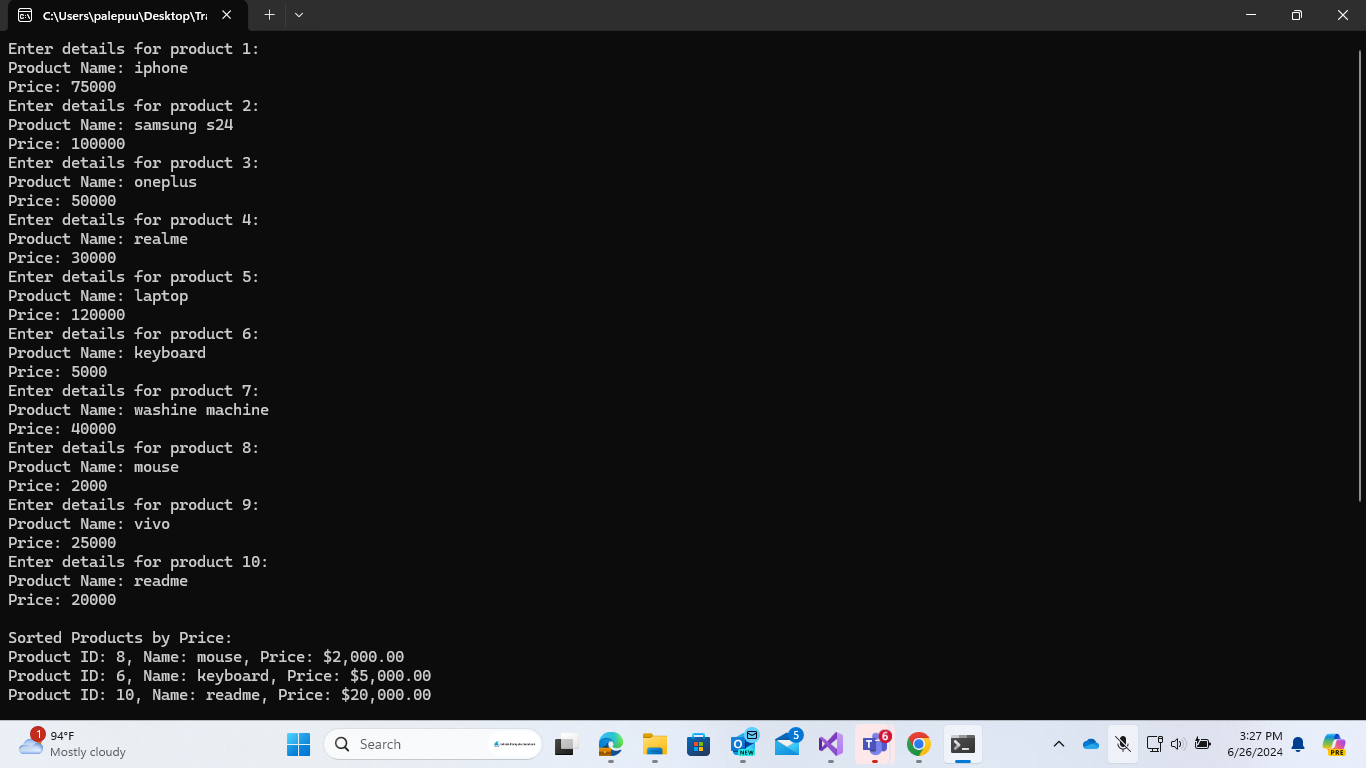 C:\Users\palepuu\Desktop\Tra
Enter details for product 1:
Product Name: iphone
Price: 75000
Enter details for product 2:
Product Name: samsung s24
Price: 100000
Enter details for product 3:
Product Name: oneplus
Price: 50000
Enter details for product 4:
Product Name: realme
Price: 30000
Enter details for product 5:
Product Name: laptop
Price: 120000
Enter details for product 6:
Product Name: keyboard
Price: 5000
Enter details for product 7:
Product Name: washine machine
Price: 40000
Enter details for product 8:
Product Name: mouse
Price: 2000
Enter details for product 9:
Product Name: vivo
Price: 25000
Enter details for product 10:
Product Name: readme
Price: 20000
Sorted Products by Price:
Product ID: 8, Name: mouse, Price: $2,000.00
Product ID: 6, Name: keyboard, Price: $5,000.00
Product ID: 10, Name: readme, Price: $20,000.00
1
94°F
Mostly cloudy
Search
NEW
5
6
3:27 PM
6/26/2024
PRE